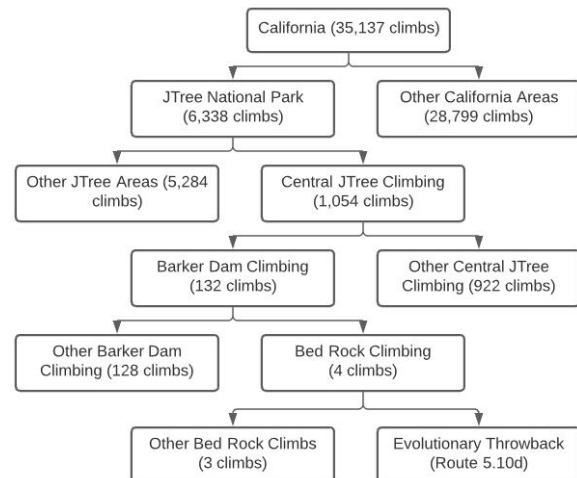 California (35,137 climbs)
JTree National Park
(6,338 climbs)
Other California Areas
(28,799 climbs)
Other JTree Areas (5,284
climbs)
Central JTree Climbing
(1,054 climbs)
Barker Dam Climbing
(132 climbs)
Other Central JTree
Climbing (922 climbs)
Other Barker Dam
Climbing (128 climbs)
Bed Rock Climbing
(4 climbs)
Other Bed Rock Climbs
(3 climbs)
Evolutionary Throwback
(Route 5.10d)